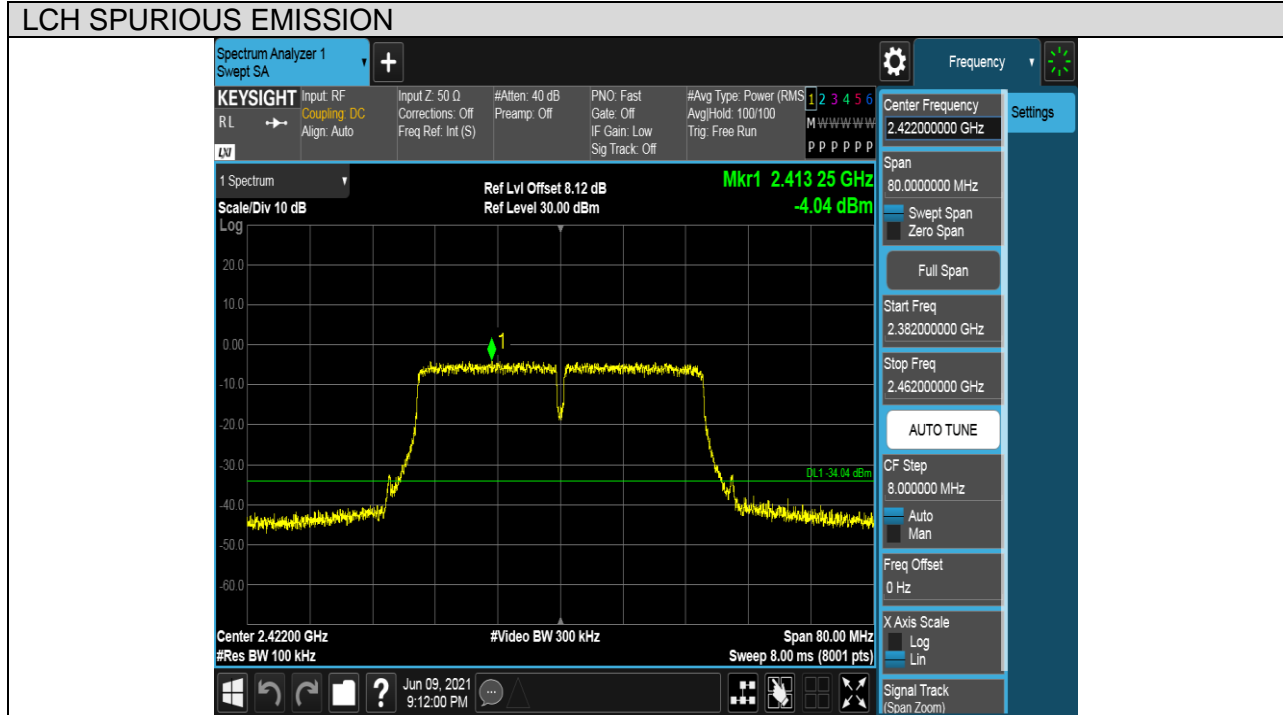 LCH SPURIOUS EMISSION
Spectrum Analyzer 1
Swept SA
Frequency
KEYSIGHT
RL
LXI
Input: RF
Coupling: DC
Align: Auto
Input Z: 50 Ω
Corrections: Off
Freq Ref: Int (S)
#Atten: 40 dB
Preamp: Off
PNO: Fast
Gate: Off
IF Gain: Low
Sig Track: Off
#Avg Type: Power (RMS
Avg|Hold: 100/100
Trig: Free Run
1 2 3 4 5 6
M W W W W W
P P P P P P
1 Spectrum
Scale/Div 10 dB
Ref Lvl Offset 8.12 dB
Ref Level 30.00 dBm
Mkr1 2.413 25 GHz
-4.04 dBm
Log
20.0
10.0
0.00
-10.0
-20.0
-30.0
-40.0
-50.0
-60.0
1
DL1 -34.04 dBm
Center 2.42200 GHz
#Res BW 100 kHz
#Video BW 300 kHz
Span 80.00 MHz
Sweep 8.00 ms (8001 pts)
Center Frequency
2.422000000 GHz
Span
80.0000000 MHz
Swept Span
Zero Span
Full Span
Start Freq
2.382000000 GHz
Stop Freq
2.462000000 GHz
AUTO TUNE
CF Step
8.000000 MHz
Auto
Man
Freq Offset
0 Hz
X Axis Scale
Log
Lin
Signal Track
(Span Zoom)
Settings
?
Jun 09, 2021
9:12:00 PM